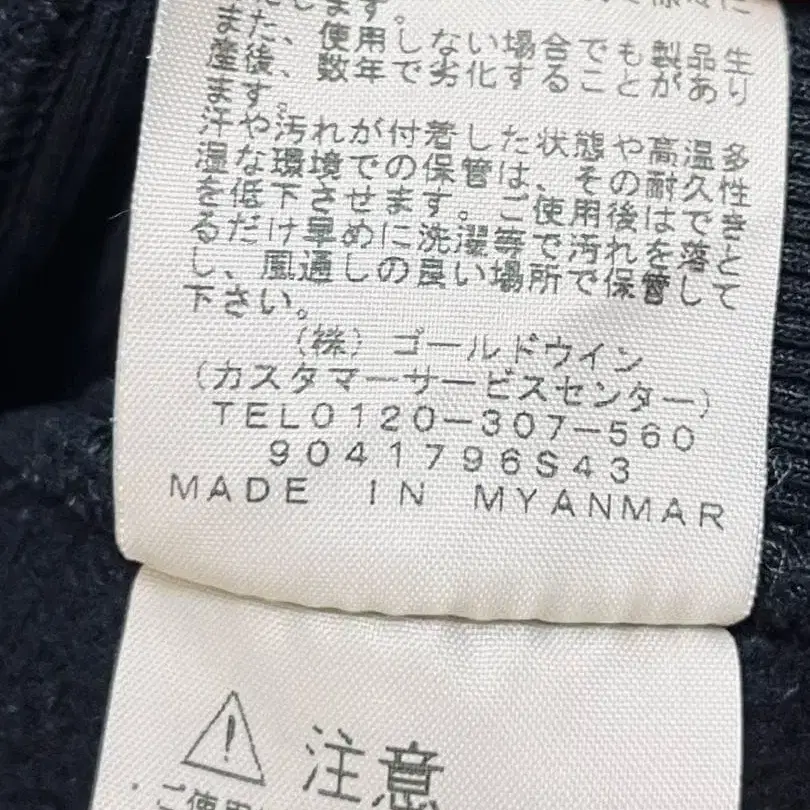 します。
また、使用しない場合でも製品生
産後、数年で劣化することがあり
ます。
汗や汚れが付着した状態や高温多
湿な環境での保管は、その耐久性
を低下させます。ご使用後はでき
るだけ早めに洗濯等で汚れを落と
し、風通しの良い場所で保管して
下さい。
(株)ゴールドウイン
(カスタマーサービスセンター)
TEL0120-307-560
9041796S43
MADE IN MYANMAR
注意
・ご使用